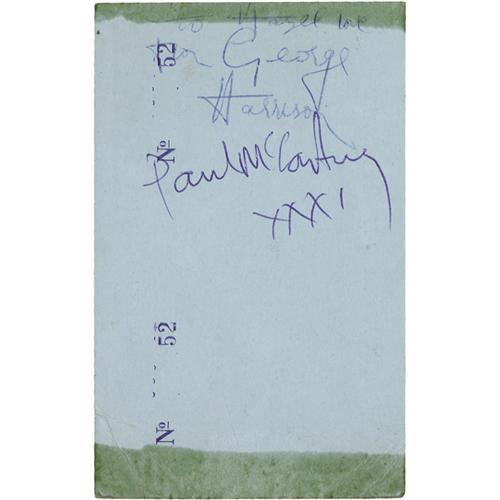 to Hazel love
from George
Harrison
Paul McCartney
XXX!
Nº 52
Nº 52